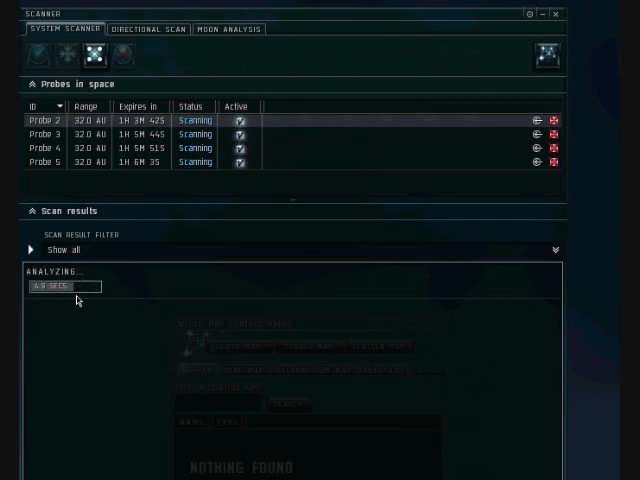 SCANNER
SYSTEM SCANNER DIRECTIONAL SCAN MOON ANALYSIS
Probes in space
ID Range Expires in Status Active
Probe 2 32.0 AU 1H 3M 42S Scanning
Probe 3 32.0 AU 1H 5M 44S Scanning
Probe 4 32.0 AU 1H 5M 51S Scanning
Probe 5 32.0 AU 1H 6M 3S Scanning
Scan results
SCAN RESULT FILTER
Show all
ANALYZING...
4.9 SECS
SEARCH
NAME TYPE
NOTHING FOUND